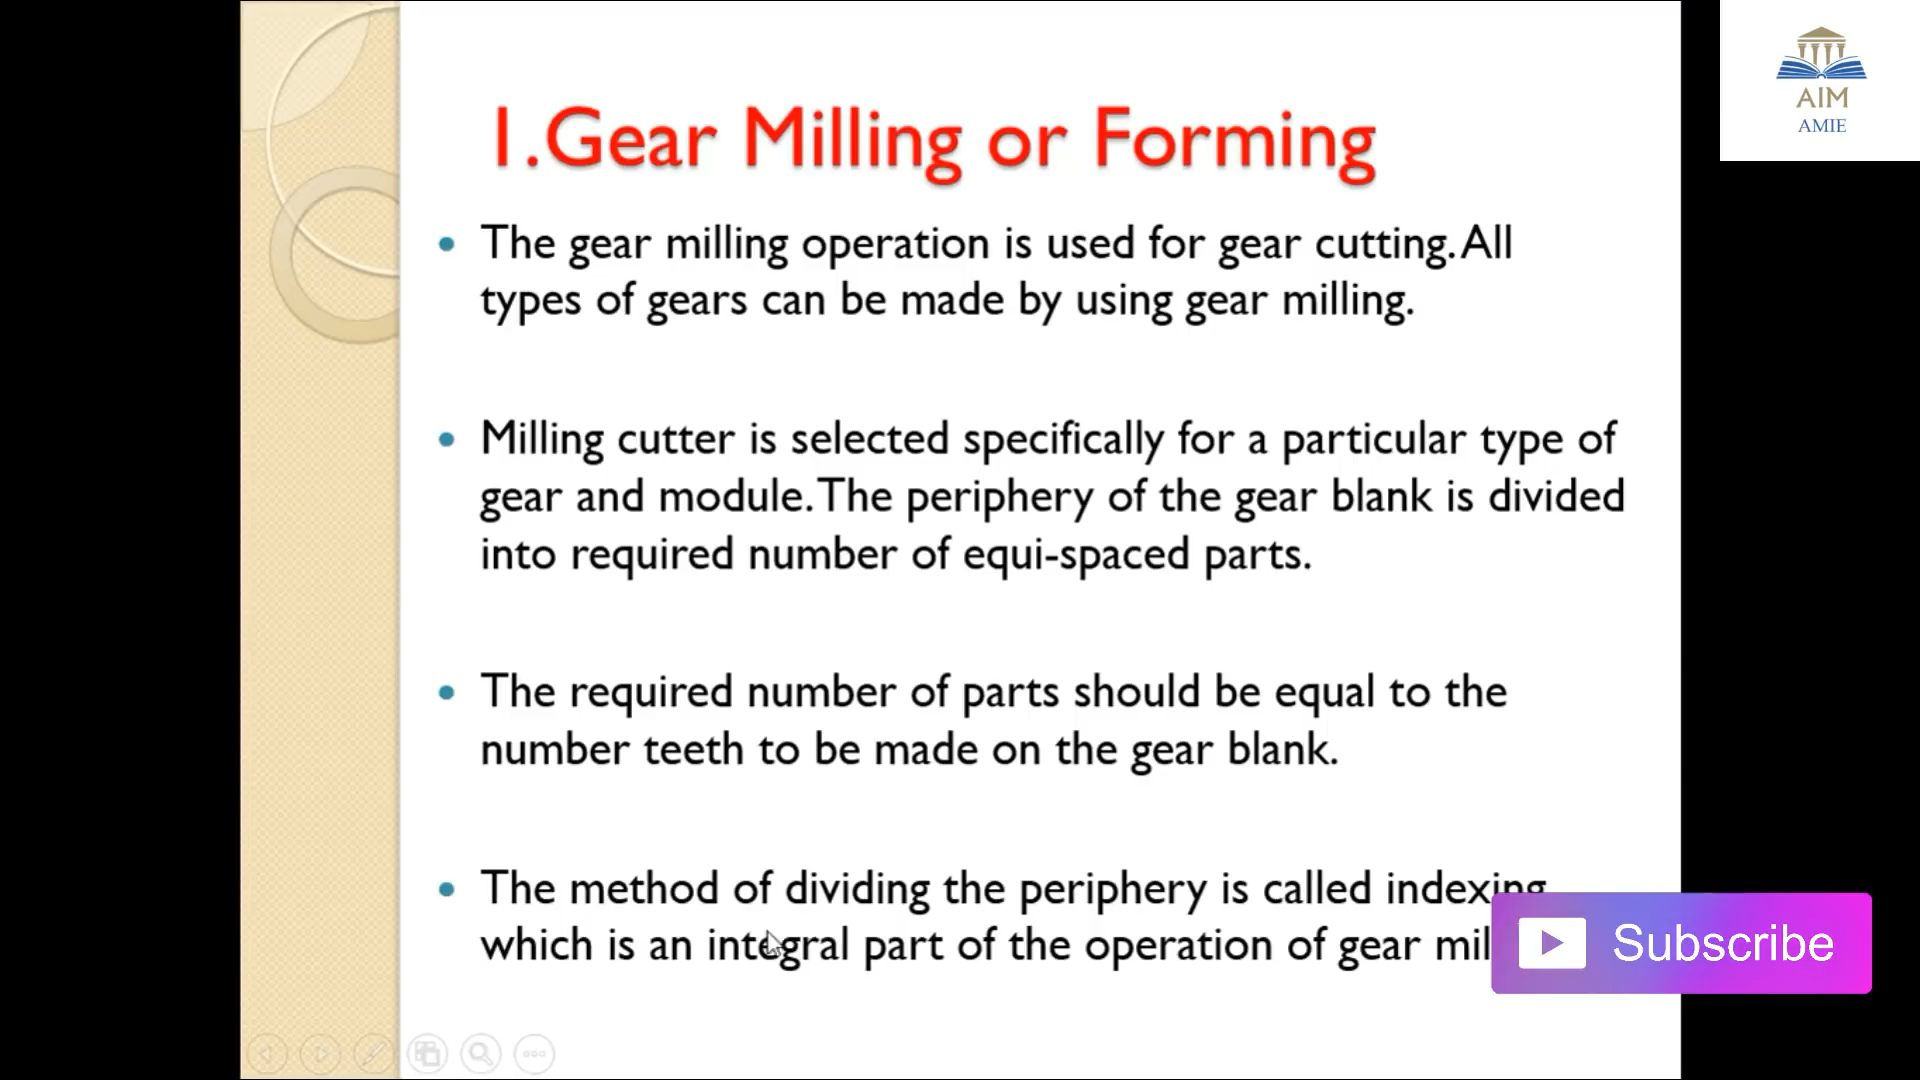 1.Gear Milling or Forming
AIM
AMIE
• The gear milling operation is used for gear cutting. All
types of gears can be made by using gear milling.
• Milling cutter is selected specifically for a particular type of
gear and module. The periphery of the gear blank is divided
into required number of equi-spaced parts.
• The required number of parts should be equal to the
number teeth to be made on the gear blank.
• The method of dividing the periphery is called indexing
which is an integral part of the operation of gear mil
Subscribe